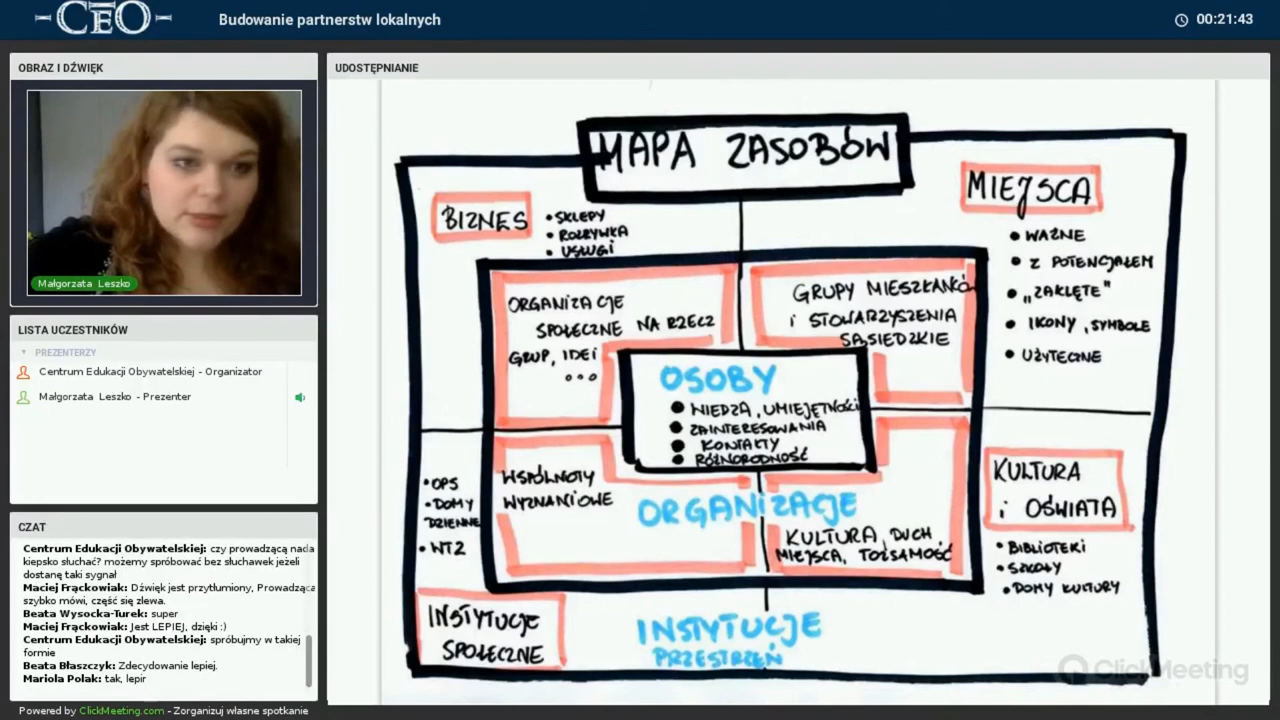 CEO
Budowanie partnerstw lokalnych
00:21:43
OBRAZ I DŹWIĘK
Małgorzata Leszko
LISTA UCZESTNIKÓW
PREZENTERZY
Centrum Edukacji Obywatelskiej - Organizator
Małgorzata Leszko - Prezenter
CZAT
Centrum Edukacji Obywatelskiej: czy prowadzącą nada
kiepsko słuchać? możemy spróbować bez słuchawek jeżeli
dostanę taki sygnał
Maciej Frąckowiak: Dźwięk jest przytłumiony, Prowadząca
szybko mówi, część się zlewa.
Beata Wysocka-Turek: super
Maciej Frąckowiak: Jest LEPIEJ, dzięki :)
Centrum Edukacji Obywatelskiej: spróbujmy w takiej
formie
Beata Błaszczyk: Zdecydowanie lepiej.
Mariola Polak: tak, lepir
Powered by ClickMeeting.com - Zorganizuj własne spotkanie
UDOSTĘPNIANIE
MAPA ZASOBÓW
BIZNES
• SKLEPY
• ROZRYWKA
• USŁUGI
MIEJSCA
• WAŻNE
• Z POTENCJAŁEM
• „ZAKLĘTE"
• IKONY, SYMBOLE
• UŻYTECZNE
ORGANIZACJE
SPOŁECZNE NA RZECZ
GRUP, IDEI
...
GRUPY MIESZKAŃCÓW
i STOWARZYSZENIA
SĄSIEDZKIE
OSOBY
• WIEDZA, UMIEJĘTNOŚCI
• ZAINTERESOWANIA
• KONTAKTY
• RÓŻNORODNOŚĆ
WSPÓLNOTY
WYZNANIOWE
ORGANIZACJE
KULTURA, DUCH
MIEJSCA, TOŻSAMOŚĆ
• OPS
• DOMY
DZIENNE
• WTZ
KULTURA
i OŚWIATA
• BIBLIOTEKI
• SZKOŁY
• DOMY KULTURY
INSTYTUCJE
SPOŁECZNE
INSTYTUCJE
PRZESTRZEŃ
ClickMeeting